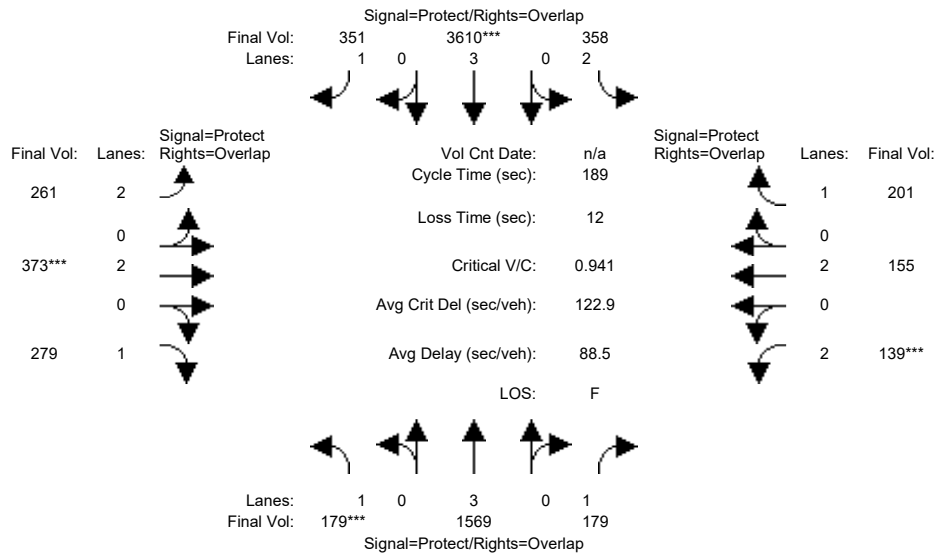 Signal=Protect/Rights=Overlap
Final Vol: 351 3610*** 358
Lanes: 1 0 3 0 2
Signal=Protect Signal=Protect
Final Vol: Lanes: Rights=Overlap Vol Cnt Date: n/a Rights=Overlap Lanes: Final Vol:
Cycle Time (sec): 189
261 2 1 201
Loss Time (sec): 12
0 0
373*** 2 Critical V/C: 0.941 2 155
0 Avg Crit Del (sec/veh): 122.9 0
279 1 Avg Delay (sec/veh): 88.5 2 139***
LOS: F
Lanes: 1 0 3 0 1
Final Vol: 179*** 1569 179
Signal=Protect/Rights=Overlap